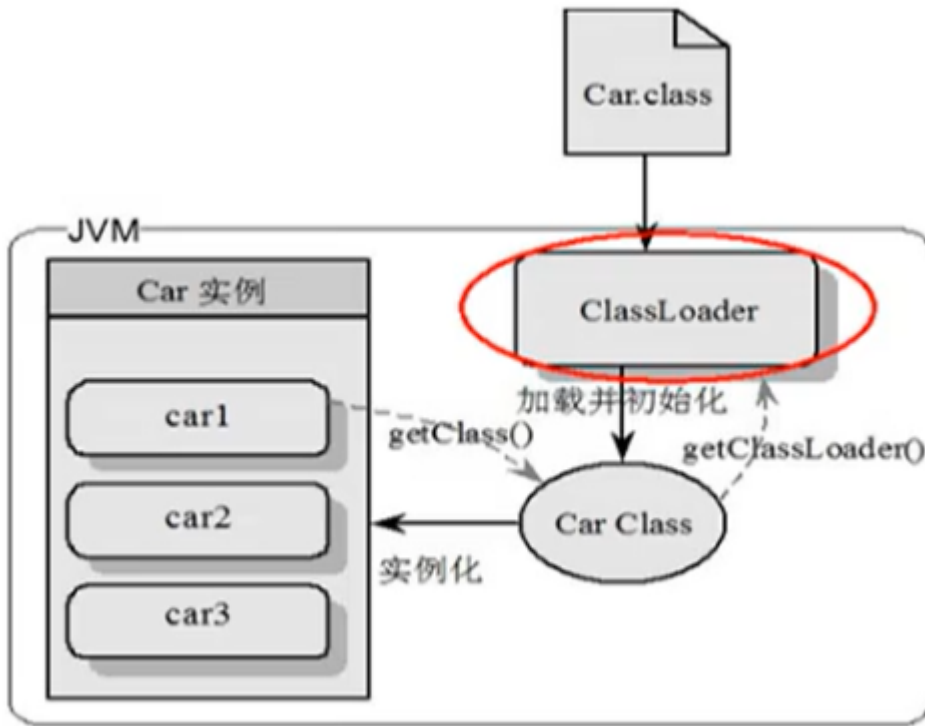 Car.class
JVM
Car 实例
ClassLoader
加载并初始化
car1
getClass()
getClassLoader()
car2
Car Class
实例化
car3